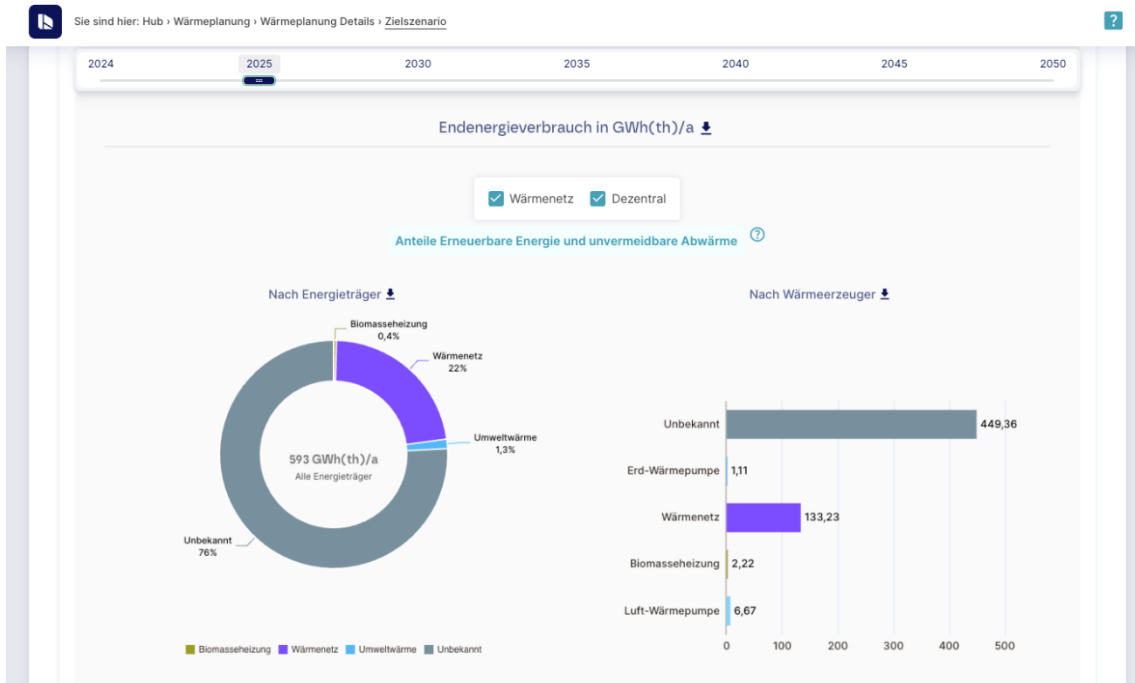 Sie sind hier: Hub › Wärmeplanung › Wärmeplanung Details › Zielszenario
?
2024 2025 2030 2035 2040 2045 2050
Endenergieverbrauch in GWh(th)/a
Wärmenetz Dezentral
Anteile Erneuerbare Energie und unvermeidbare Abwärme ?
Nach Energieträger
Biomasseheizung
0,4%
Wärmenetz
22%
Umweltwärme
1,3%
593 GWh(th)/a
Alle Energieträger
Unbekannt
76%
Biomasseheizung Wärmenetz Umweltwärme Unbekannt
Nach Wärmeerzeuger
Unbekannt 449,36
Erd-Wärmepumpe 1,11
Wärmenetz 133,23
Biomasseheizung 2,22
Luft-Wärmepumpe 6,67
0 100 200 300 400 500